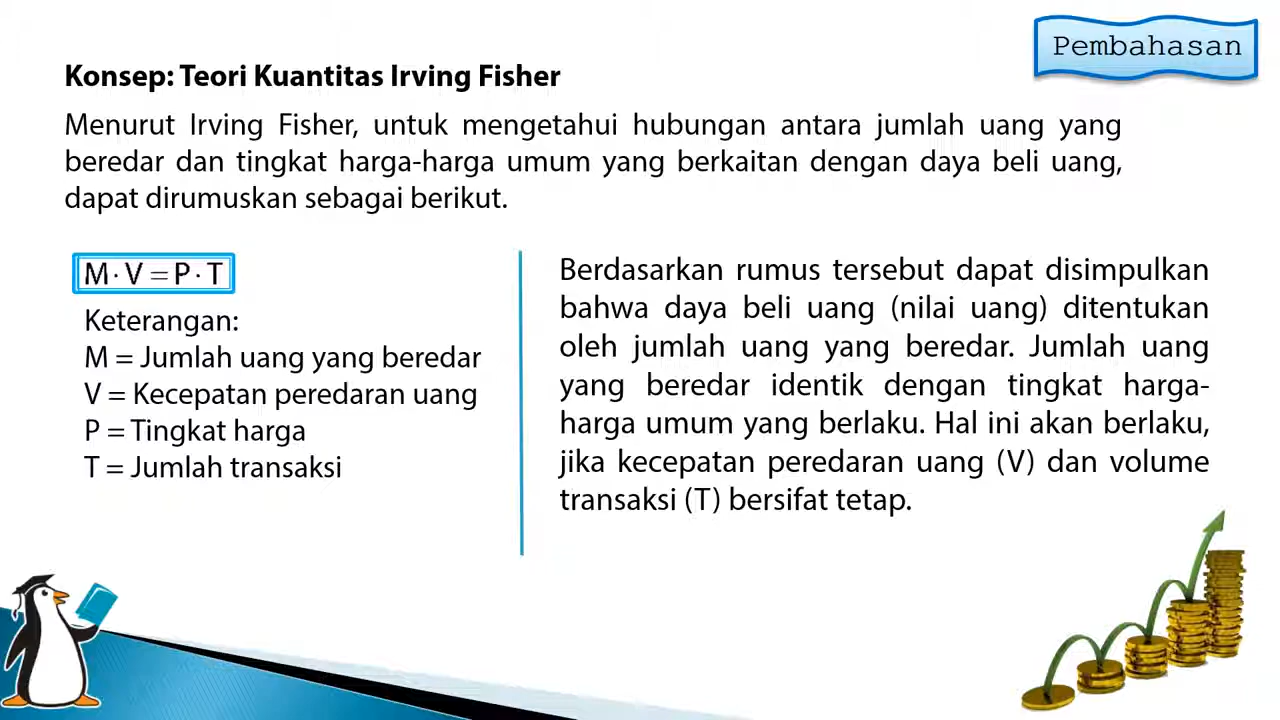 Pembahasan
Konsep: Teori Kuantitas Irving Fisher
Menurut Irving Fisher, untuk mengetahui hubungan antara jumlah uang yang
beredar dan tingkat harga-harga umum yang berkaitan dengan daya beli uang,
dapat dirumuskan sebagai berikut.
M · V = P · T
Keterangan:
M = Jumlah uang yang beredar
V = Kecepatan peredaran uang
P = Tingkat harga
T = Jumlah transaksi
Berdasarkan rumus tersebut dapat disimpulkan
bahwa daya beli uang (nilai uang) ditentukan
oleh jumlah uang yang beredar. Jumlah uang
yang beredar identik dengan tingkat harga-
harga umum yang berlaku. Hal ini akan berlaku,
jika kecepatan peredaran uang (V) dan volume
transaksi (T) bersifat tetap.